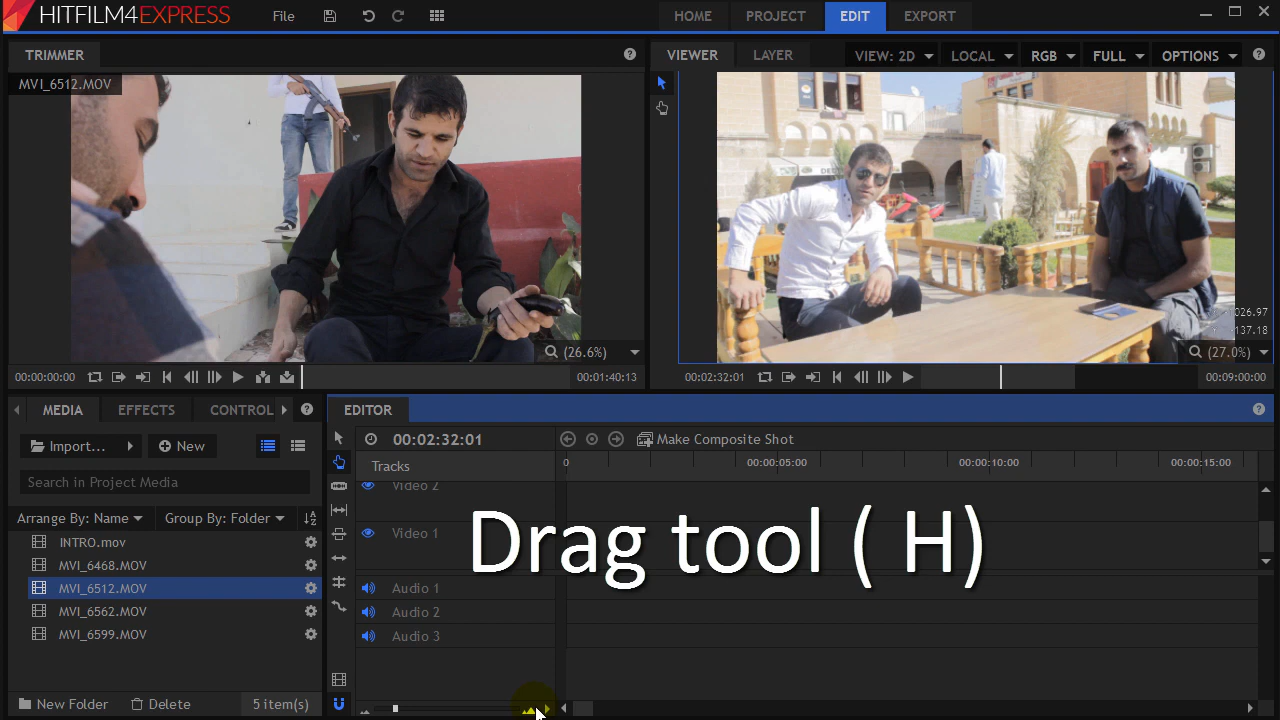 HITFILM4EXPRESS
File
HOME
PROJECT
EDIT
EXPORT
TRIMMER
VIEWER
LAYER
VIEW: 2D
LOCAL
RGB
FULL
OPTIONS
MVI_6512.MOV
(26.6%)
026.97
137.18
(27.0%)
00:00:00:00
00:01:40:13
00:02:32:01
00:09:00:00
MEDIA
EFFECTS
CONTROL
EDITOR
Import...
New
00:02:32:01
Make Composite Shot
Tracks
0
00:00:05:00
00:00:10:00
00:00:15:00
Search in Project Media
Arrange By: Name
Group By: Folder
INTRO.mov
MVI_6468.MOV
MVI_6512.MOV
MVI_6562.MOV
MVI_6599.MOV
Video 2
Video 1
Drag tool ( H)
Audio 1
Audio 2
Audio 3
New Folder
Delete
5 item(s)